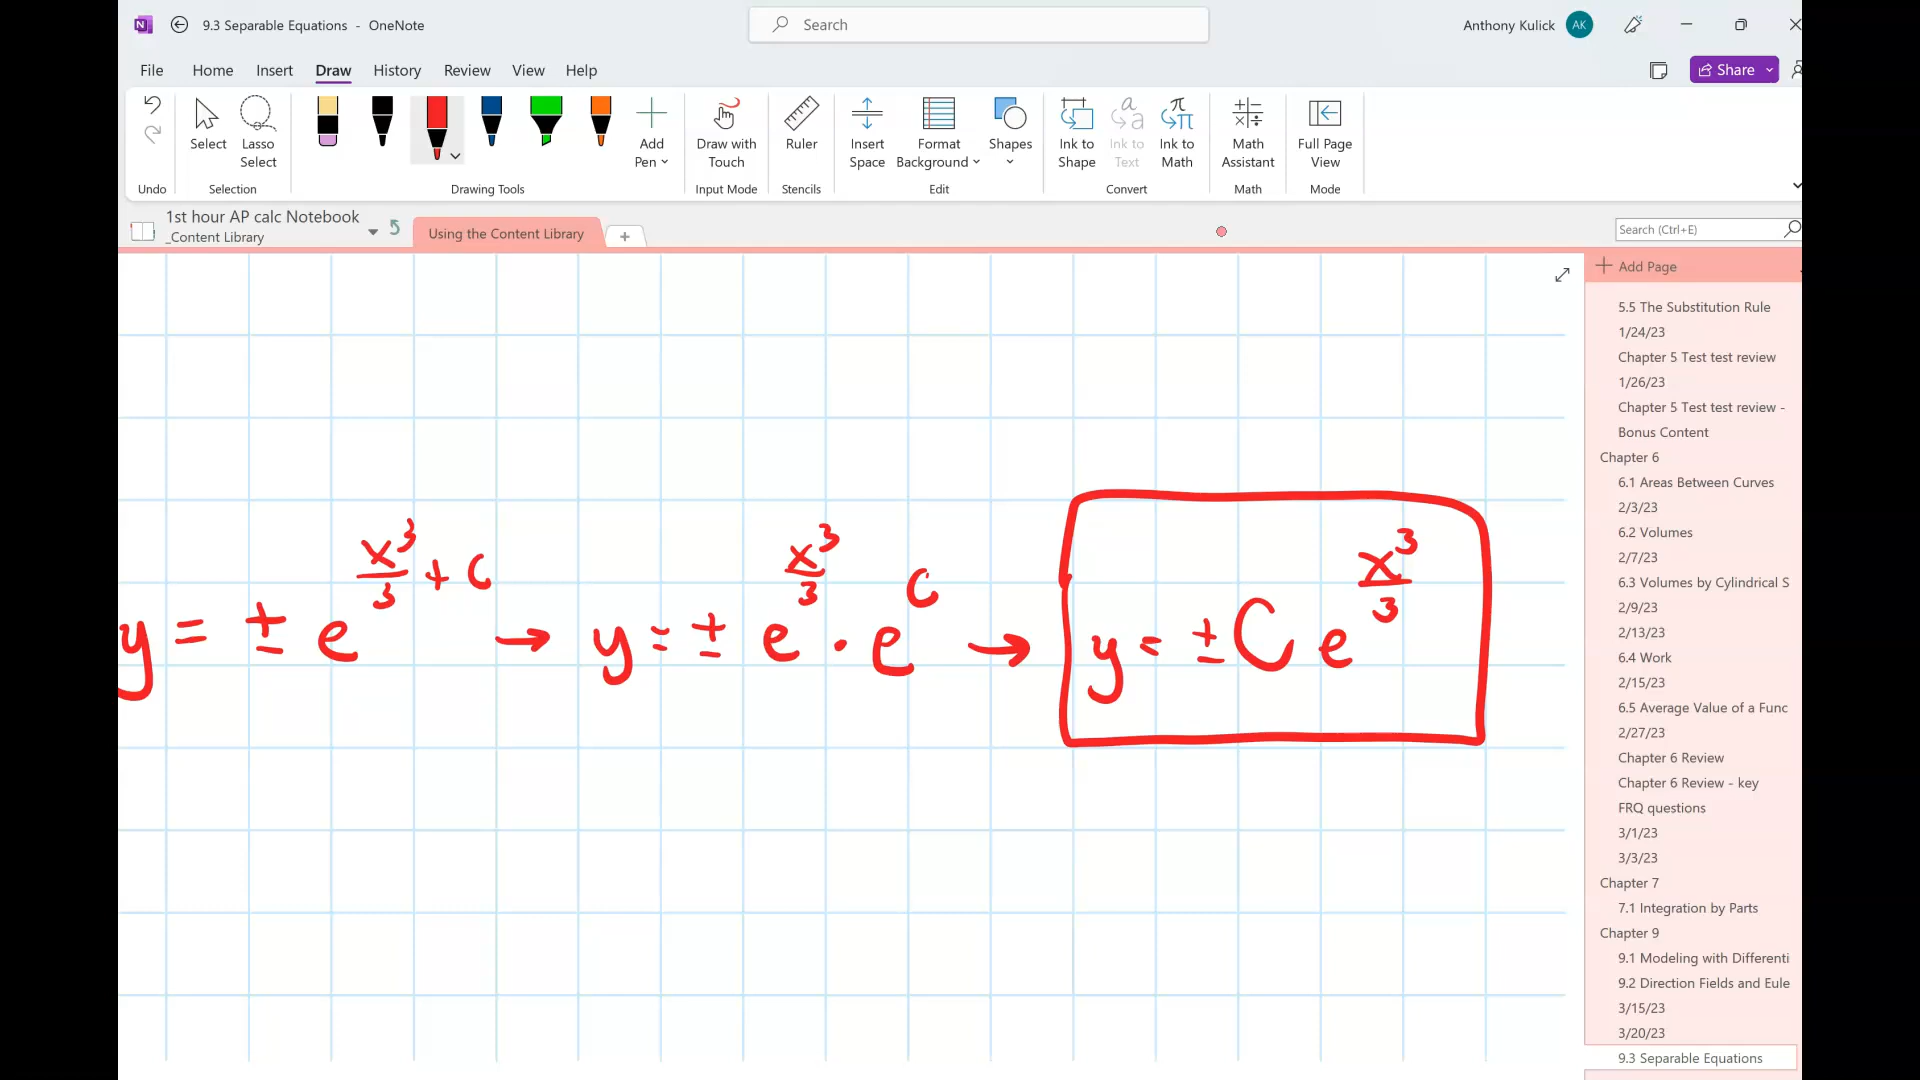 9.3 Separable Equations - OneNote
Search
Anthony Kulick AK
File Home Insert Draw History Review View Help
Share
Undo
Select
Lasso Select
Selection
Drawing Tools
Add Pen
Draw with Touch
Input Mode
Ruler
Stencils
Insert Space
Format Background
Shapes
Edit
Ink to Shape
Ink to Text
Ink to Math
Convert
Math Assistant
Math
Full Page View
Mode
1st hour AP calc Notebook
_Content Library
Using the Content Library
Search (Ctrl+E)
y = ± e^(x^3/3 + C) → y = ± e^(x^3/3) · e^C → y = ± C e^(x^3/3)
Add Page
5.5 The Substitution Rule
1/24/23
Chapter 5 Test test review
1/26/23
Chapter 5 Test test review -
Bonus Content
Chapter 6
6.1 Areas Between Curves
2/3/23
6.2 Volumes
2/7/23
6.3 Volumes by Cylindrical S
2/9/23
2/13/23
6.4 Work
2/15/23
6.5 Average Value of a Func
2/27/23
Chapter 6 Review
Chapter 6 Review - key
FRQ questions
3/1/23
3/3/23
Chapter 7
7.1 Integration by Parts
Chapter 9
9.1 Modeling with Differenti
9.2 Direction Fields and Eule
3/15/23
3/20/23
9.3 Separable Equations